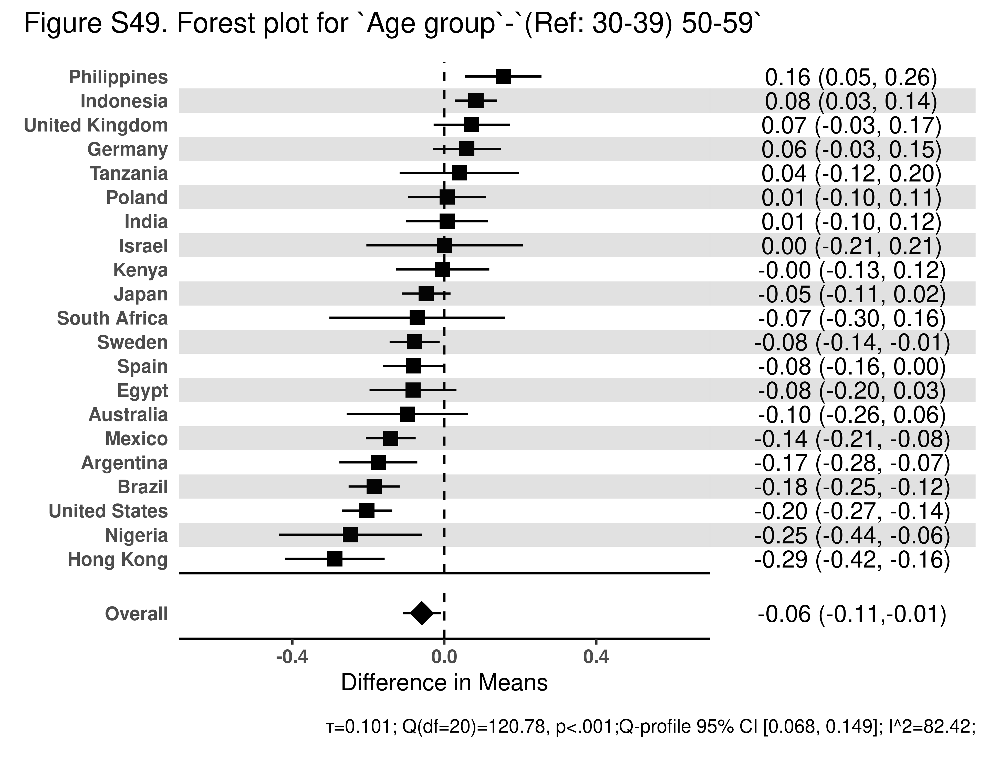 Figure S49. Forest plot for `Age group`-`(Ref: 30-39) 50-59`
Philippines 0.16 (0.05, 0.26)
Indonesia 0.08 (0.03, 0.14)
United Kingdom 0.07 (-0.03, 0.17)
Germany 0.06 (-0.03, 0.15)
Tanzania 0.04 (-0.12, 0.20)
Poland 0.01 (-0.10, 0.11)
India 0.01 (-0.10, 0.12)
Israel 0.00 (-0.21, 0.21)
Kenya -0.00 (-0.13, 0.12)
Japan -0.05 (-0.11, 0.02)
South Africa -0.07 (-0.30, 0.16)
Sweden -0.08 (-0.14, -0.01)
Spain -0.08 (-0.16, 0.00)
Egypt -0.08 (-0.20, 0.03)
Australia -0.10 (-0.26, 0.06)
Mexico -0.14 (-0.21, -0.08)
Argentina -0.17 (-0.28, -0.07)
Brazil -0.18 (-0.25, -0.12)
United States -0.20 (-0.27, -0.14)
Nigeria -0.25 (-0.44, -0.06)
Hong Kong -0.29 (-0.42, -0.16)
Overall -0.06 (-0.11,-0.01)
-0.4 0.0 0.4
Difference in Means
τ=0.101; Q(df=20)=120.78, p<.001;Q-profile 95% CI [0.068, 0.149]; I^2=82.42;